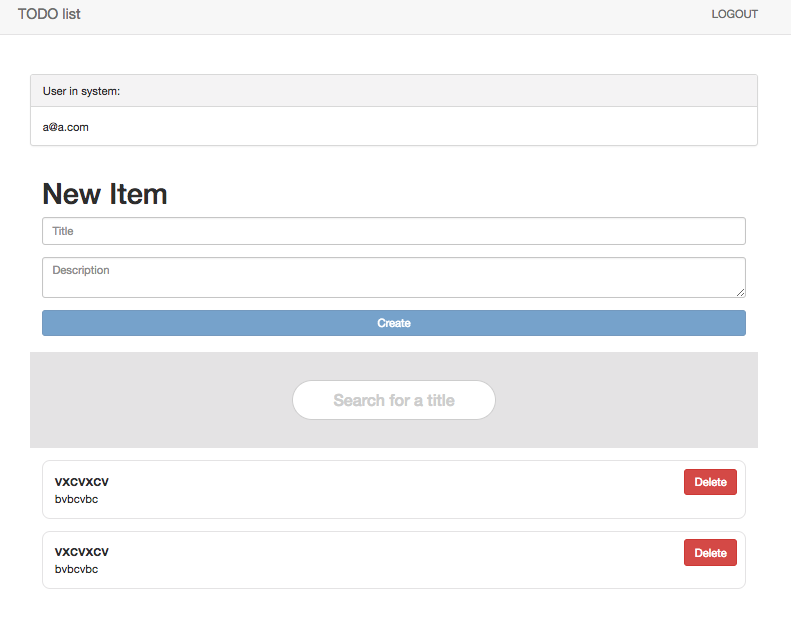 TODO list
LOGOUT
User in system:
a@a.com
New Item
Title
Description
Create
Search for a title
vxcvxcv
Delete
bvbcvbc
vxcvxcv
Delete
bvbcvbc